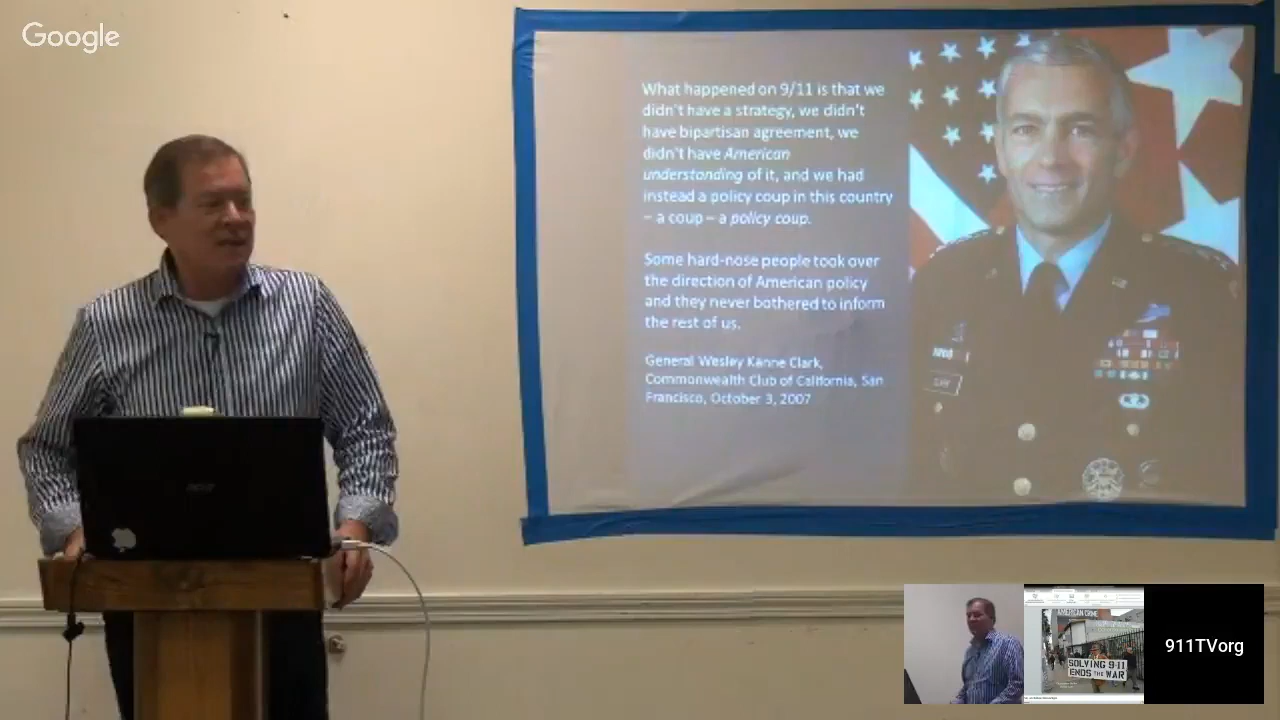 Google
What happened on 9/11 is that we
didn't have a strategy, we didn't
have bipartisan agreement, we
didn't have American
understanding of it, and we had
instead a policy coup in this country
– a coup – a policy coup.
Some hard-nose people took over
the direction of American policy
and they never bothered to inform
the rest of us.
General Wesley Kanne Clark,
Commonwealth Club of California, San
Francisco, October 3, 2007
acer
AMERICAN CRIME
SOLVING 9-11
ENDS THE WAR
911TVorg